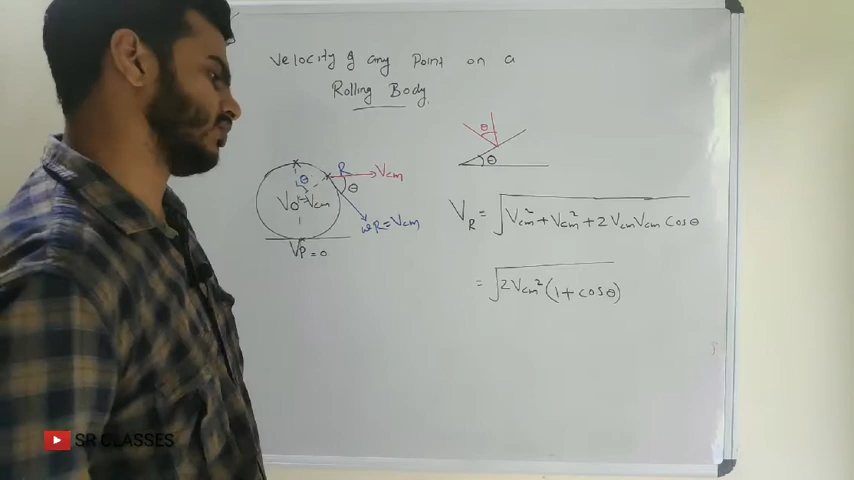 Velocity of any Point on a
Rolling Body
θ
θ
R
Vcm
θ
θ
V₀=Vcm
ωR=Vcm
Vp=0
V_R = √(Vcm² + Vcm² + 2VcmVcm Cosθ)
= √(2Vcm²(1+cosθ))
SR CLASSES